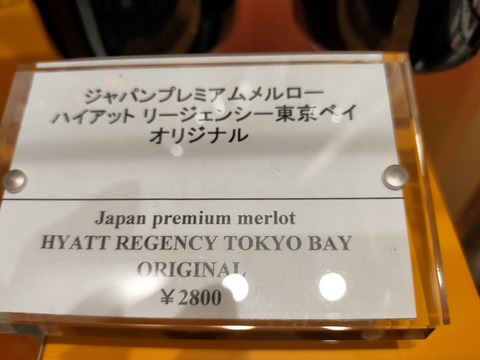 ジャパンプレミアムメルロー
ハイアット リージェンシー東京ベイ
オリジナル
Japan premium merlot
HYATT REGENCY TOKYO BAY
ORIGINAL
￥2800